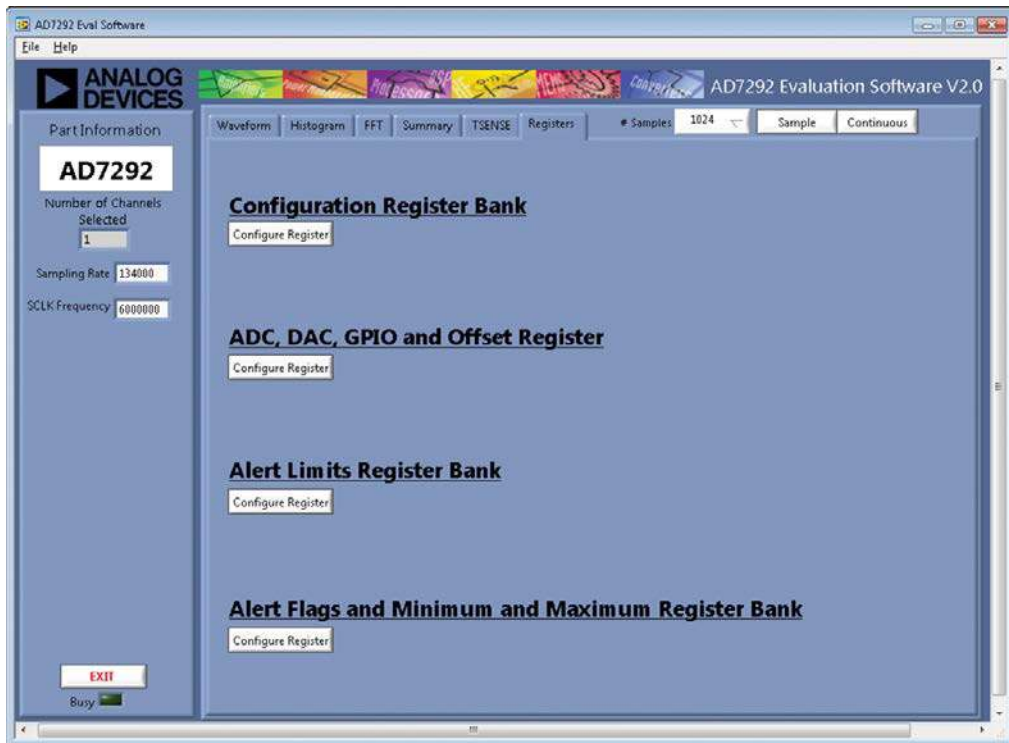 AD7292 Eval Software
File Help
ANALOG
DEVICES
AD7292 Evaluation Software V2.0
Part Information
AD7292
Number of Channels
Selected
1
Sampling Rate 134000
SCLK Frequency 6000000
EXIT
Busy
Waveform Histogram FFT Summary TSENSE Registers # Samples 1024 Sample Continuous
Configuration Register Bank
Configure Register
ADC, DAC, GPIO and Offset Register
Configure Register
Alert Limits Register Bank
Configure Register
Alert Flags and Minimum and Maximum Register Bank
Configure Register